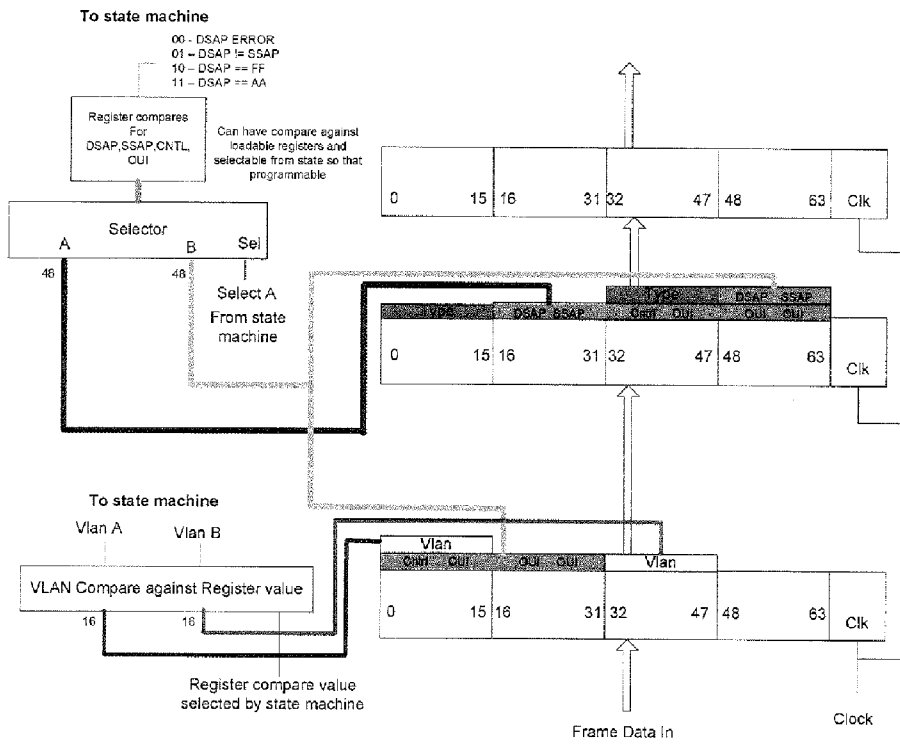 To state machine
00 - DSAP ERROR
01 – DSAP != SSAP
10 – DSAP == FF
11 – DSAP == AA
Register compares
For
DSAP,SSAP,CNTL,
OUI
Can have compare against
loadable registers and
selectable from state so that
programmable
0 15 16 31 32 47 48 63 Clk
Selector
A B Sel
48 48
Select A
From state
machine
Type DSAP SSAP
Type DSAP SSAP Cntrl OUI OUI OUI
0 15 16 31 32 47 48 63 Clk
To state machine
Vlan A Vlan B
VLAN Compare against Register value
16 16
Register compare value
selected by state machine
Vlan
Cntrl OUI OUI OUI Vlan
0 15 16 31 32 47 48 63 Clk
Frame Data In
Clock